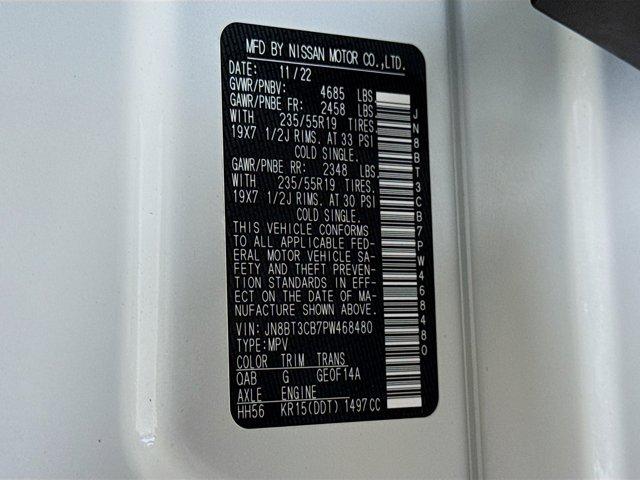 MFD BY NISSAN MOTOR CO.,LTD.
DATE: 11/22
GVWR/PNBV: 4685 LBS.
GAWR/PNBE FR: 2458 LBS.
WITH 235/55R19 TIRES.
19X7 1/2J RIMS. AT 33 PSI
COLD SINGLE.
GAWR/PNBE RR: 2348 LBS.
WITH 235/55R19 TIRES.
19X7 1/2J RIMS. AT 30 PSI
COLD SINGLE.
THIS VEHICLE CONFORMS
TO ALL APPLICABLE FED-
ERAL MOTOR VEHICLE SA-
FETY AND THEFT PREVEN-
TION STANDARDS IN EFF-
ECT ON THE DATE OF MA-
NUFACTURE SHOWN ABOVE.
VIN: JN8BT3CB7PW468480
TYPE:MPV
COLOR TRIM TRANS
QAB G GEOF14A
AXLE ENGINE
HH56 KR15(DDT) 1497CC
JN8BT3CB7PW468480